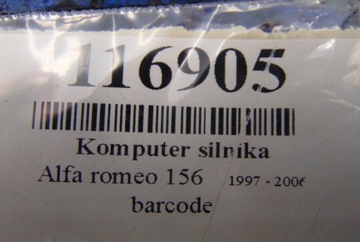 116905
Komputer silnika
Alfa romeo 156 1997 - 2006
barcode